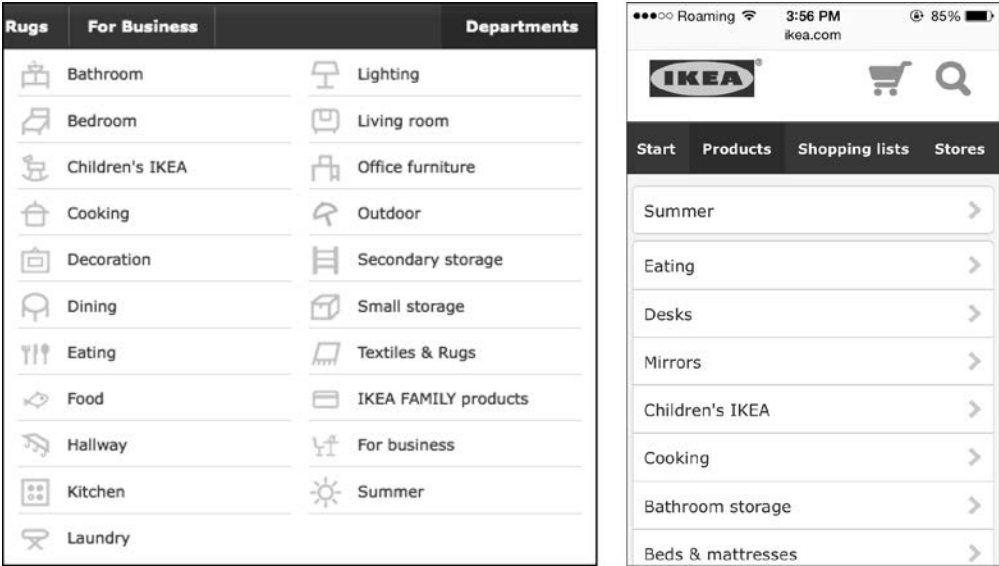 Rugs For Business Departments
Bathroom
Bedroom
Children's IKEA
Cooking
Decoration
Dining
Eating
Food
Hallway
Kitchen
Laundry
Lighting
Living room
Office furniture
Outdoor
Secondary storage
Small storage
Textiles & Rugs
IKEA FAMILY products
For business
Summer
Roaming 3:56 PM 85%
ikea.com
IKEA®
Start Products Shopping lists Stores
Summer
Eating
Desks
Mirrors
Children's IKEA
Cooking
Bathroom storage
Beds & mattresses